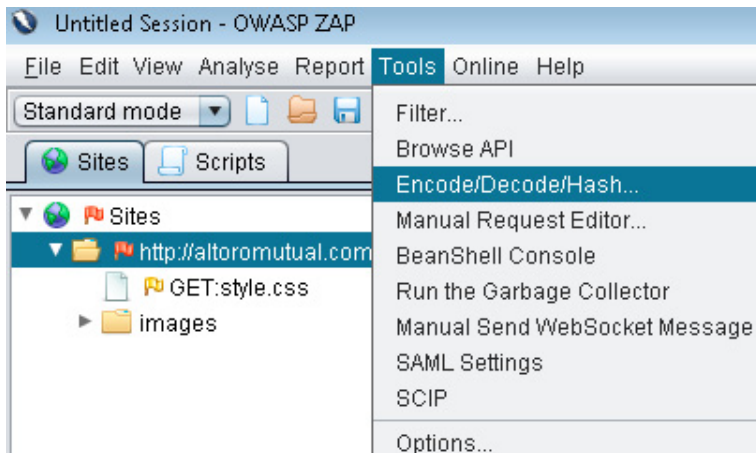 Untitled Session - OWASP ZAP
File Edit View Analyse Report Tools Online Help
Standard mode
Sites Scripts
Sites
http://altoromutual.com
GET:style.css
images
Filter...
Browse API
Encode/Decode/Hash...
Manual Request Editor...
BeanShell Console
Run the Garbage Collector
Manual Send WebSocket Message
SAML Settings
SCIP
Options...